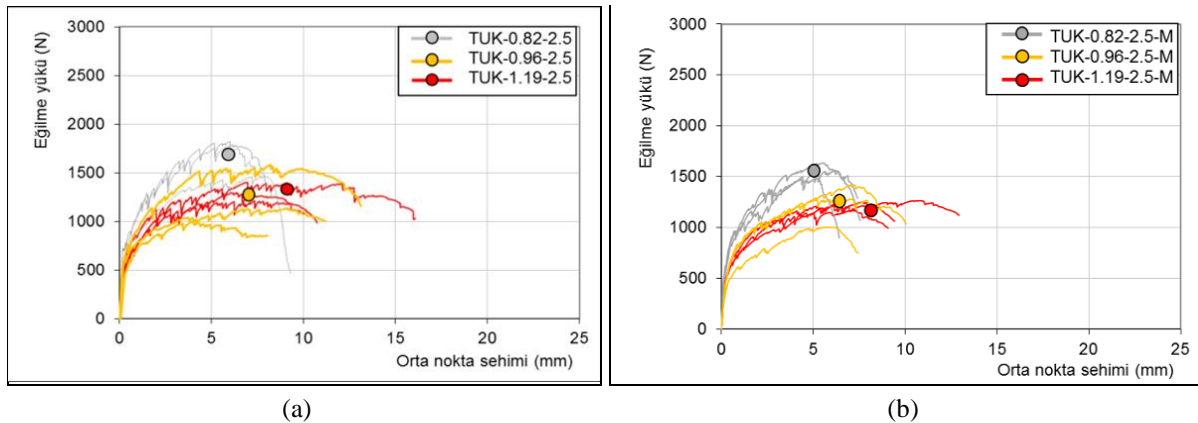 Eğilme yükü (N)
3000
2500
2000
1500
1000
500
0
0 5 10 15 20 25
Orta nokta sehimi (mm)
TUK-0.82-2.5
TUK-0.96-2.5
TUK-1.19-2.5
(a)
Eğilme yükü (N)
3000
2500
2000
1500
1000
500
0
0 5 10 15 20 25
Orta nokta sehimi (mm)
TUK-0.82-2.5-M
TUK-0.96-2.5-M
TUK-1.19-2.5-M
(b)